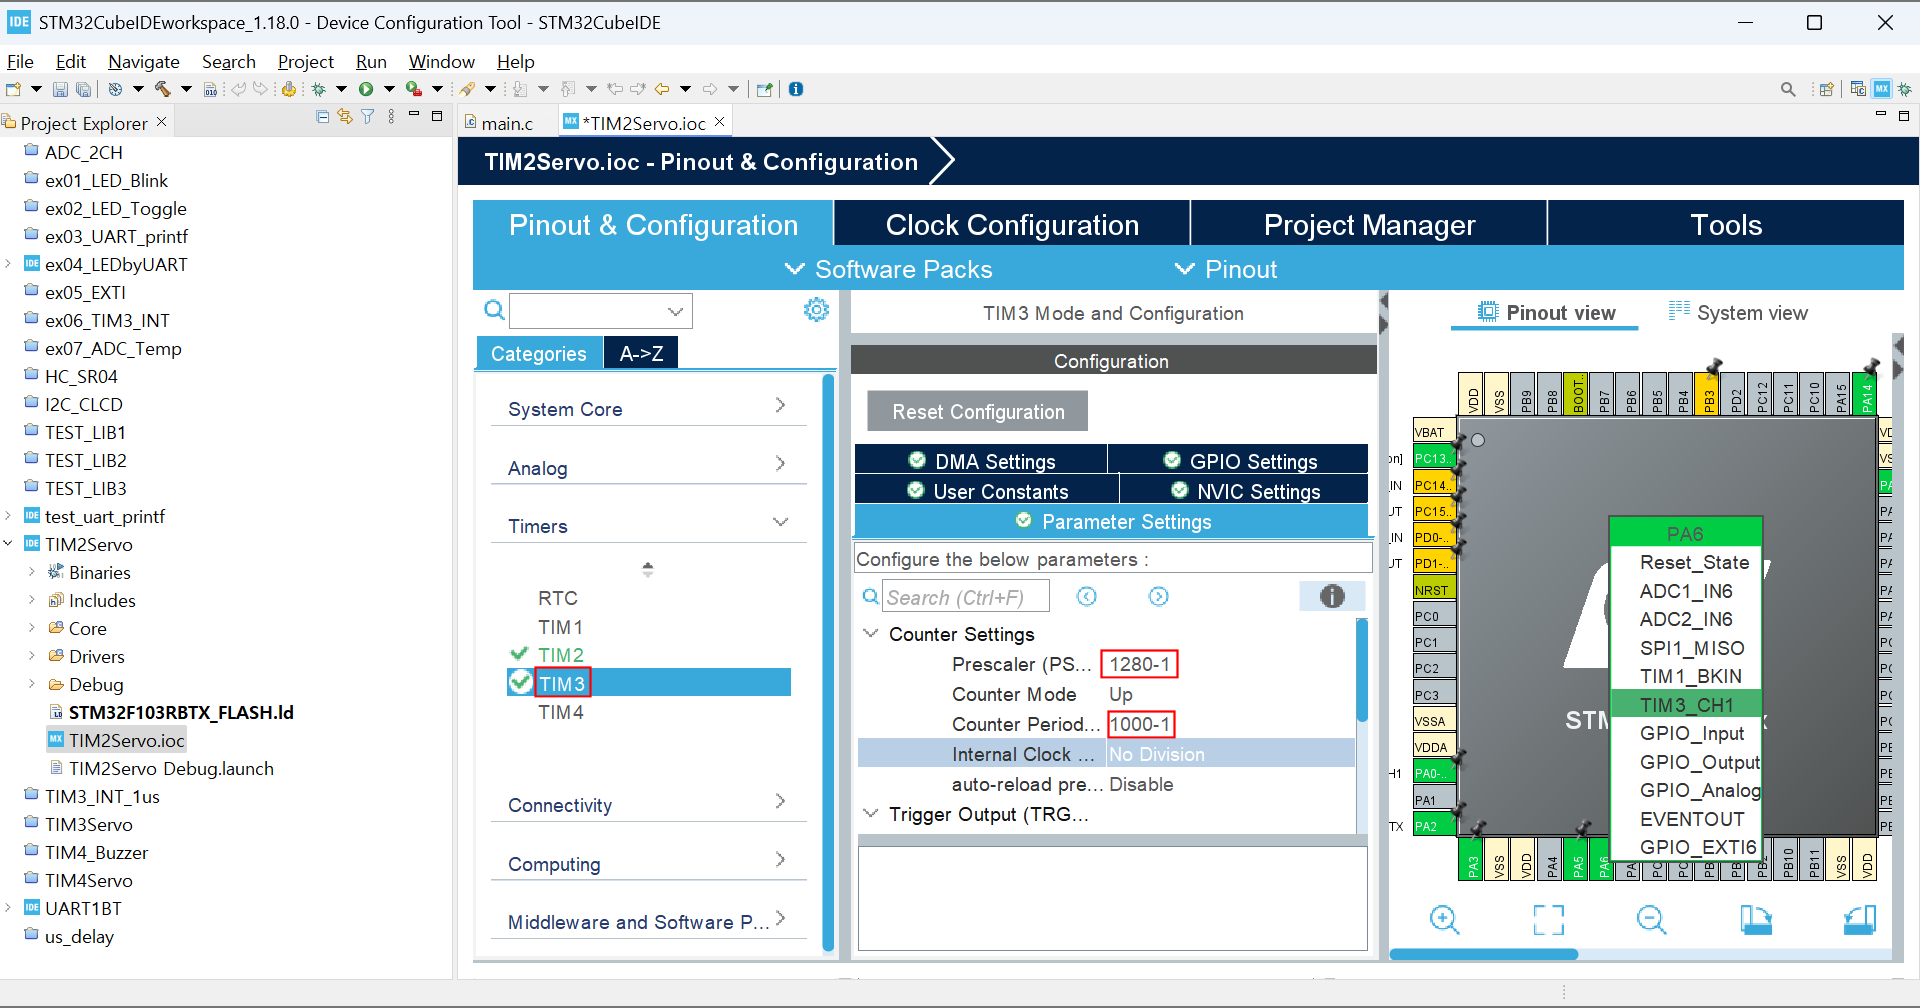 IDE STM32CubeIDEworkspace_1.18.0 - Device Configuration Tool - STM32CubeIDE
File Edit Navigate Search Project Run Window Help
Project Explorer
main.c
MX *TIM2Servo.ioc
ADC_2CH
ex01_LED_Blink
ex02_LED_Toggle
ex03_UART_printf
IDE ex04_LEDbyUART
ex05_EXTI
ex06_TIM3_INT
ex07_ADC_Temp
HC_SR04
I2C_CLCD
TEST_LIB1
TEST_LIB2
TEST_LIB3
IDE test_uart_printf
IDE TIM2Servo
Binaries
Includes
Core
Drivers
Debug
STM32F103RBTX_FLASH.ld
MX TIM2Servo.ioc
TIM2Servo Debug.launch
TIM3_INT_1us
TIM3Servo
TIM4_Buzzer
TIM4Servo
IDE UART1BT
us_delay
TIM2Servo.ioc - Pinout & Configuration
Pinout & Configuration
Clock Configuration
Project Manager
Tools
Software Packs
Pinout
Categories
A->Z
System Core
Analog
Timers
RTC
TIM1
TIM2
TIM3
TIM4
Connectivity
Computing
Middleware and Software P...
TIM3 Mode and Configuration
Configuration
Reset Configuration
DMA Settings
GPIO Settings
User Constants
NVIC Settings
Parameter Settings
Configure the below parameters :
Search (Ctrl+F)
Counter Settings
Prescaler (PS... 1280-1
Counter Mode Up
Counter Period... 1000-1
Internal Clock ... No Division
auto-reload pre... Disable
Trigger Output (TRG...
Pinout view
System view
VDD
VSS
PB9
PB8
BOOT..
PB7
PB6
PB5
PB4
PB3
PD2
PC12
PC11
PC10
PA15
PA14
VBAT
PC13..
PC14..
PC15..
PD0-..
PD1-..
NRST
PC0
PC1
PC2
PC3
VSSA
VDDA
PA0-..
PA1
PA2
PA6
Reset_State
ADC1_IN6
ADC2_IN6
SPI1_MISO
TIM1_BKIN
TIM3_CH1
GPIO_Input
GPIO_Output
GPIO_Analog
EVENTOUT
GPIO_EXTI6
PA3
VSS
VDD
PA4
PA5
PB10
PB11
VSS
VDD